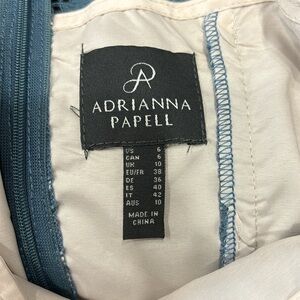 ADRIANNA
PAPELL
US 6
CAN 6
UK 10
EU/FR 38
DE 36
ES 40
IT 42
AUS 10
MADE IN
CHINA